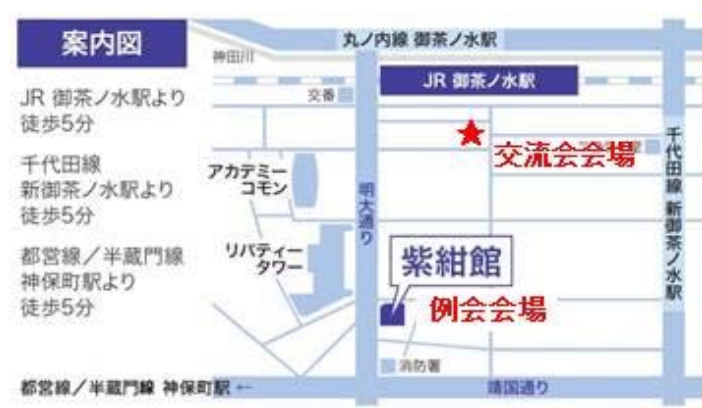 案内図
JR 御茶ノ水駅より
徒歩5分
千代田線
新御茶ノ水駅より
徒歩5分
都営線／半蔵門線
神保町駅より
徒歩5分
丸ノ内線 御茶ノ水駅
神田川
JR 御茶ノ水駅
交番
交流会会場
千代田線 新御茶ノ水駅
アカデミー
コモン
明大通り
リバティー
タワー
紫紺館
例会会場
消防署
都営線／半蔵門線 神保町駅 ←
靖国通り